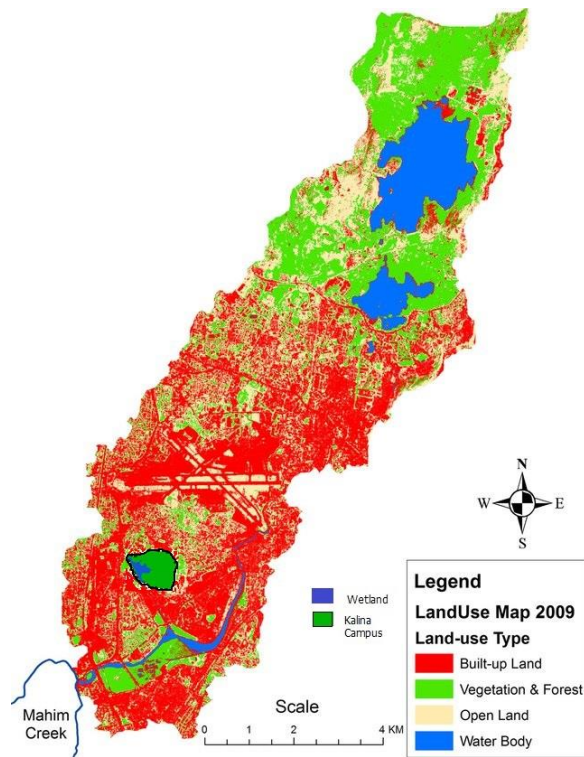 N
W E
S
Wetland
Kalina
Campus
Legend
LandUse Map 2009
Land-use Type
Built-up Land
Vegetation & Forest
Open Land
Water Body
Mahim
Creek
Scale
0 1 2 4 KM